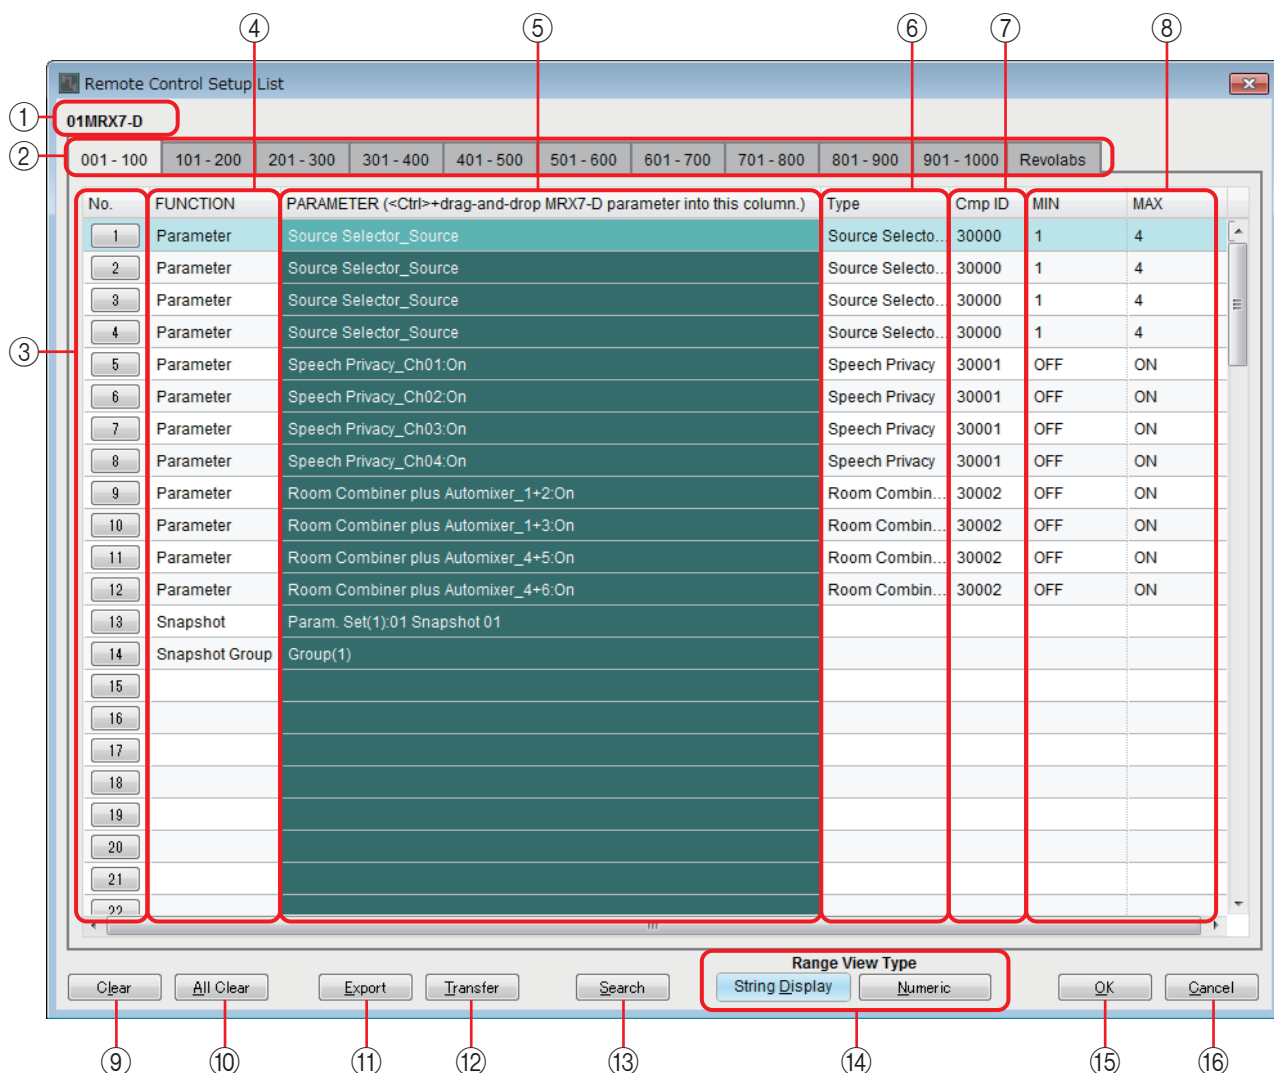 ④ ⑤ ⑥ ⑦ ⑧
Remote Control Setup List
① 01MRX7-D
② 001 - 100 101 - 200 201 - 300 301 - 400 401 - 500 501 - 600 601 - 700 701 - 800 801 - 900 901 - 1000 Revolabs
No. FUNCTION PARAMETER (<Ctrl>+drag-and-drop MRX7-D parameter into this column.) Type Cmp ID MIN MAX
1 Parameter Source Selector_Source Source Selecto... 30000 1 4
2 Parameter Source Selector_Source Source Selecto... 30000 1 4
3 Parameter Source Selector_Source Source Selecto... 30000 1 4
4 Parameter Source Selector_Source Source Selecto... 30000 1 4
③
5 Parameter Speech Privacy_Ch01:On Speech Privacy 30001 OFF ON
6 Parameter Speech Privacy_Ch02:On Speech Privacy 30001 OFF ON
7 Parameter Speech Privacy_Ch03:On Speech Privacy 30001 OFF ON
8 Parameter Speech Privacy_Ch04:On Speech Privacy 30001 OFF ON
9 Parameter Room Combiner plus Automixer_1+2:On Room Combin... 30002 OFF ON
10 Parameter Room Combiner plus Automixer_1+3:On Room Combin... 30002 OFF ON
11 Parameter Room Combiner plus Automixer_4+5:On Room Combin... 30002 OFF ON
12 Parameter Room Combiner plus Automixer_4+6:On Room Combin... 30002 OFF ON
13 Snapshot Param. Set(1):01 Snapshot 01
14 Snapshot Group Group(1)
15
16
17
18
19
20
21
22
Range View Type
Clear All Clear Export Transfer Search String Display Numeric OK Cancel
⑨ ⑩ ⑪ ⑫ ⑬ ⑭ ⑮ ⑯